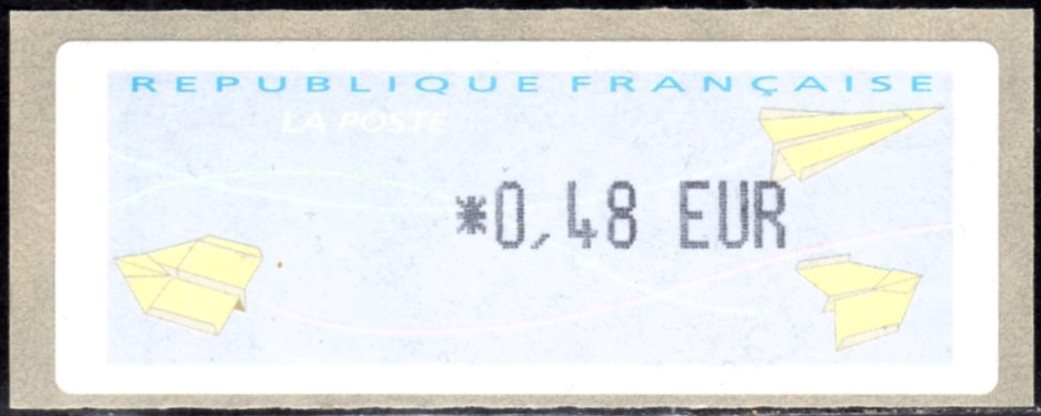 REPUBLIQUE FRANÇAISE
LA POSTE
*0,48 EUR